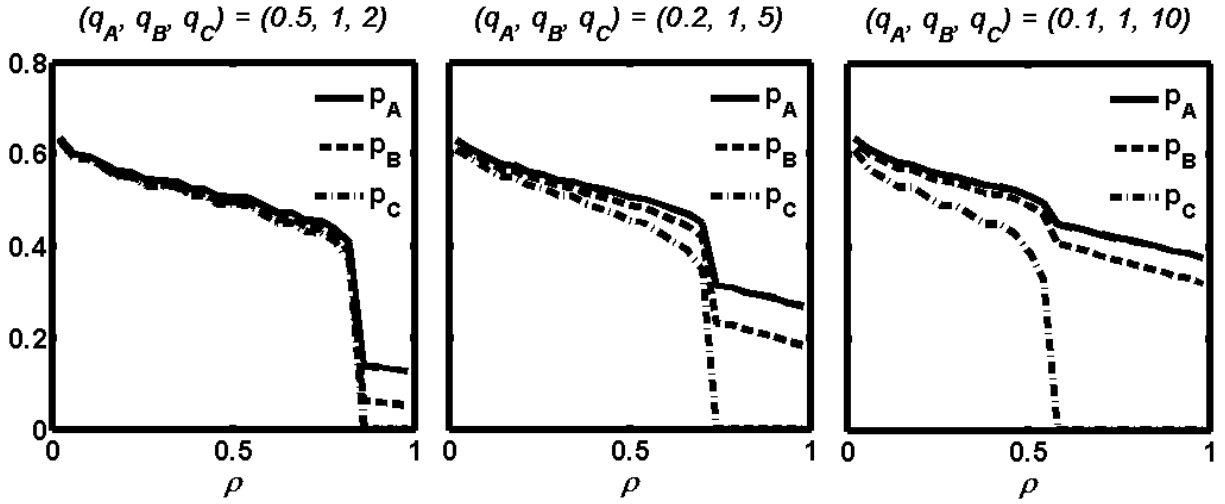 (q_A, q_B, q_C) = (0.5, 1, 2)
(q_A, q_B, q_C) = (0.2, 1, 5)
(q_A, q_B, q_C) = (0.1, 1, 10)
0.8
0.6
0.4
0.2
0
p_A
p_B
p_C
p_A
p_B
p_C
p_A
p_B
p_C
0 0.5 1
0 0.5 1
0 0.5 1
ρ
ρ
ρ